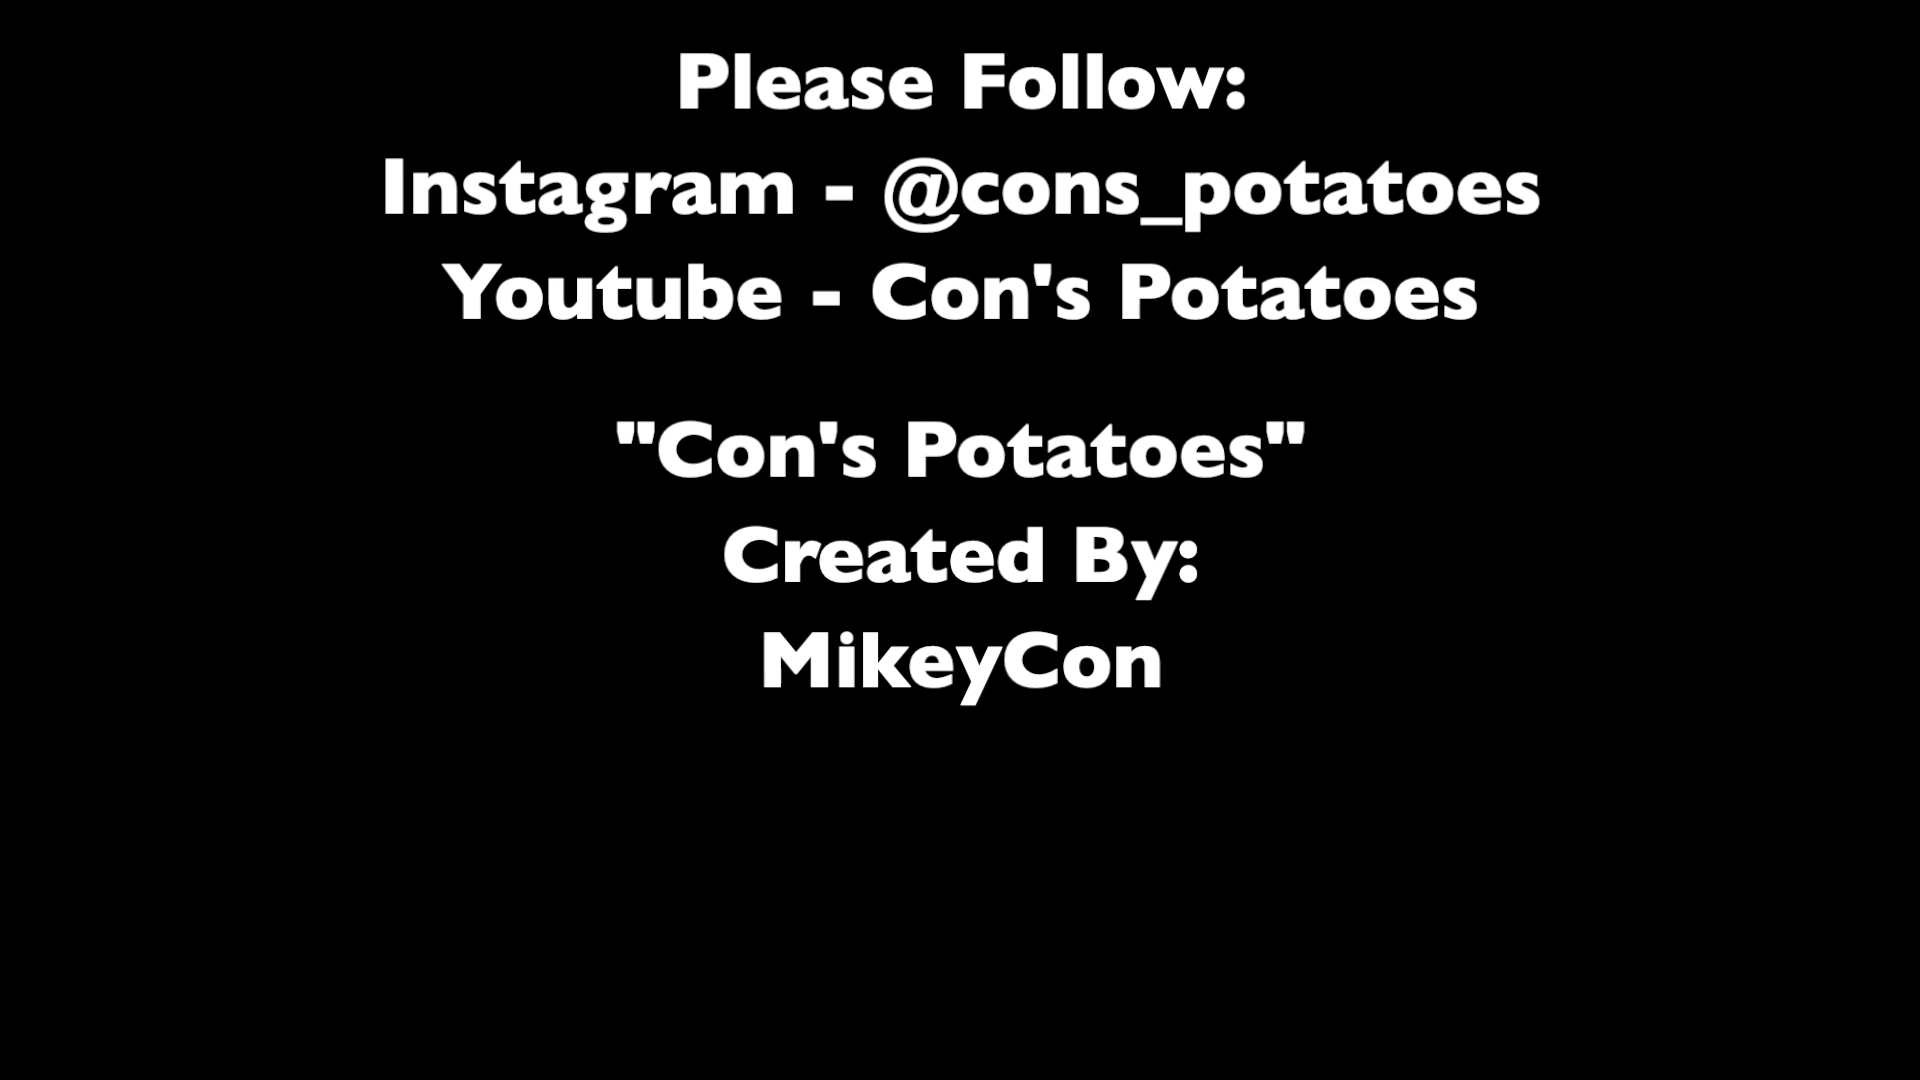 Please Follow:
Instagram - @cons_potatoes
Youtube - Con's Potatoes
"Con's Potatoes"
Created By:
MikeyCon